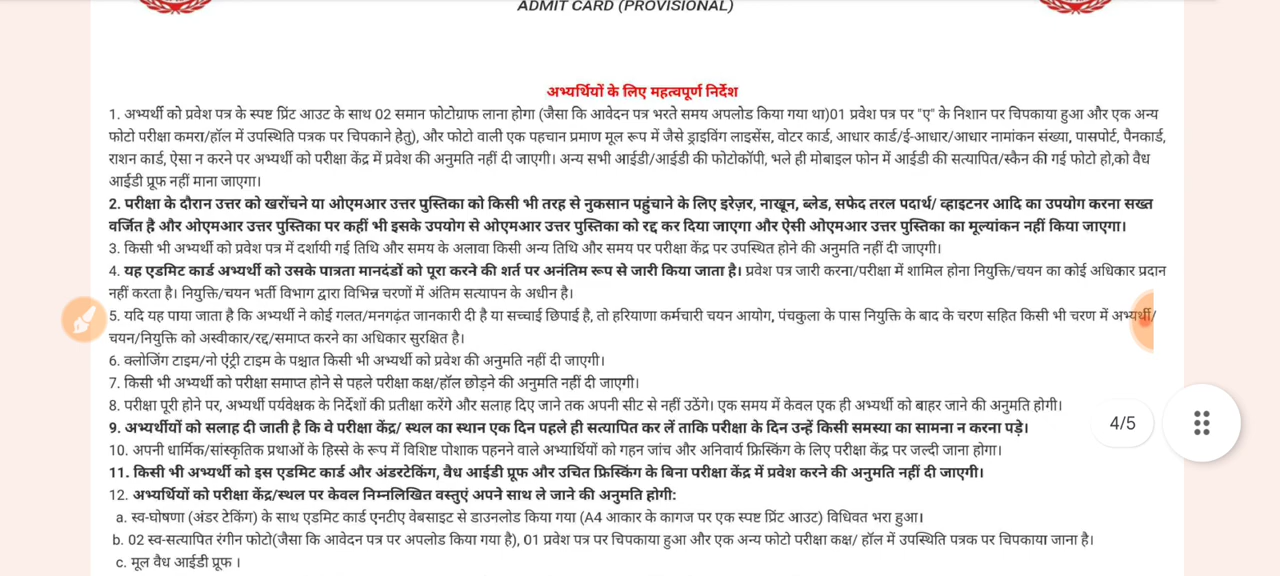 ADMIT CARD (PROVISIONAL)
अभ्यर्थियों के लिए महत्वपूर्ण निर्देश
1. अभ्यर्थी को प्रवेश पत्र के स्पष्ट प्रिंट आउट के साथ 02 समान फोटोग्राफ लाना होगा (जैसा कि आवेदन पत्र भरते समय अपलोड किया गया था)01 प्रवेश पत्र पर "ए" के निशान पर चिपकाया हुआ और एक अन्य
फोटो परीक्षा कमरा/हॉल में उपस्थिति पत्रक पर चिपकाने हेतु), और फोटो वाली एक पहचान प्रमाण मूल रूप में जैसे ड्राइविंग लाइसेंस, वोटर कार्ड, आधार कार्ड/ई-आधार/आधार नामांकन संख्या, पासपोर्ट, पैनकार्ड,
राशन कार्ड, ऐसा न करने पर अभ्यर्थी को परीक्षा केंद्र में प्रवेश की अनुमति नहीं दी जाएगी। अन्य सभी आईडी/आईडी की फोटोकॉपी, भले ही मोबाइल फोन में आईडी की सत्यापित/स्कैन की गई फोटो हो,को वैध
आईडी प्रूफ नहीं माना जाएगा।
2. परीक्षा के दौरान उत्तर को खरोंचने या ओएमआर उत्तर पुस्तिका को किसी भी तरह से नुकसान पहुंचाने के लिए इरेज़र, नाखून, ब्लेड, सफेद तरल पदार्थ/ व्हाइटनर आदि का उपयोग करना सख्त
वर्जित है और ओएमआर उत्तर पुस्तिका पर कहीं भी इसके उपयोग से ओएमआर उत्तर पुस्तिका को रद्द कर दिया जाएगा और ऐसी ओएमआर उत्तर पुस्तिका का मूल्यांकन नहीं किया जाएगा।
3. किसी भी अभ्यर्थी को प्रवेश पत्र में दर्शायी गई तिथि और समय के अलावा किसी अन्य तिथि और समय पर परीक्षा केंद्र पर उपस्थित होने की अनुमति नहीं दी जाएगी।
4. यह एडमिट कार्ड अभ्यर्थी को उसके पात्रता मानदंडों को पूरा करने की शर्त पर अनंतिम रूप से जारी किया जाता है। प्रवेश पत्र जारी करना/परीक्षा में शामिल होना नियुक्ति/चयन का कोई अधिकार प्रदान
नहीं करता है। नियुक्ति/चयन भर्ती विभाग द्वारा विभिन्न चरणों में अंतिम सत्यापन के अधीन है।
5. यदि यह पाया जाता है कि अभ्यर्थी ने कोई गलत/मनगढ़ंत जानकारी दी है या सच्चाई छिपाई है, तो हरियाणा कर्मचारी चयन आयोग, पंचकुला के पास नियुक्ति के बाद के चरण सहित किसी भी चरण में अभ्यर्थी/
चयन/नियुक्ति को अस्वीकार/रद्द/समाप्त करने का अधिकार सुरक्षित है।
6. क्लोजिंग टाइम/नो एंट्री टाइम के पश्चात किसी भी अभ्यर्थी को प्रवेश की अनुमति नहीं दी जाएगी।
7. किसी भी अभ्यर्थी को परीक्षा समाप्त होने से पहले परीक्षा कक्ष/हॉल छोड़ने की अनुमति नहीं दी जाएगी।
8. परीक्षा पूरी होने पर, अभ्यर्थी पर्यवेक्षक के निर्देशों की प्रतीक्षा करेंगे और सलाह दिए जाने तक अपनी सीट से नहीं उठेंगे। एक समय में केवल एक ही अभ्यर्थी को बाहर जाने की अनुमति होगी।
4/5
9. अभ्यर्थीयों को सलाह दी जाती है कि वे परीक्षा केंद्र/ स्थल का स्थान एक दिन पहले ही सत्यापित कर लें ताकि परीक्षा के दिन उन्हें किसी समस्या का सामना न करना पड़े।
10. अपनी धार्मिक/सांस्कृतिक प्रथाओं के हिस्से के रूप में विशिष्ट पोशाक पहनने वाले अभ्यार्थियों को गहन जांच और अनिवार्य फ्रिस्किंग के लिए परीक्षा केंद्र पर जल्दी जाना होगा।
11. किसी भी अभ्यर्थी को इस एडमिट कार्ड और अंडरटेकिंग, वैध आईडी प्रूफ और उचित फ्रिस्किंग के बिना परीक्षा केंद्र में प्रवेश करने की अनुमति नहीं दी जाएगी।
12. अभ्यर्थियों को परीक्षा केंद्र/स्थल पर केवल निम्नलिखित वस्तुएं अपने साथ ले जाने की अनुमति होगी:
a. स्व-घोषणा (अंडर टेकिंग) के साथ एडमिट कार्ड एनटीए वेबसाइट से डाउनलोड किया गया (A4 आकार के कागज पर एक स्पष्ट प्रिंट आउट) विधिवत भरा हुआ।
b. 02 स्व-सत्यापित रंगीन फोटो(जैसा कि आवेदन पत्र पर अपलोड किया गया है), 01 प्रवेश पत्र पर चिपकाया हुआ और एक अन्य फोटो परीक्षा कक्ष/ हॉल में उपस्थिति पत्रक पर चिपकाया जाना है।
c. मूल वैध आईडी प्रूफ ।